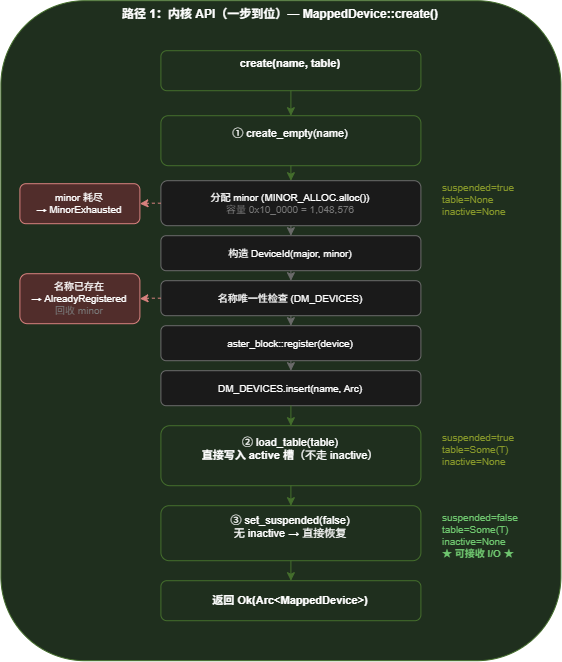 路径 1：内核 API（一步到位）— MappedDevice::create()
create(name, table)
① create_empty(name)
minor 耗尽
→ MinorExhausted
分配 minor (MINOR_ALLOC.alloc())
容量 0x10_0000 = 1,048,576
suspended=true
table=None
inactive=None
构造 DeviceId(major, minor)
名称已存在
→ AlreadyRegistered
回收 minor
名称唯一性检查 (DM_DEVICES)
aster_block::register(device)
DM_DEVICES.insert(name, Arc)
② load_table(table)
直接写入 active 槽（不走 inactive）
suspended=true
table=Some(T)
inactive=None
③ set_suspended(false)
无 inactive → 直接恢复
suspended=false
table=Some(T)
inactive=None
★ 可接收 I/O ★
返回 Ok(Arc<MappedDevice>)